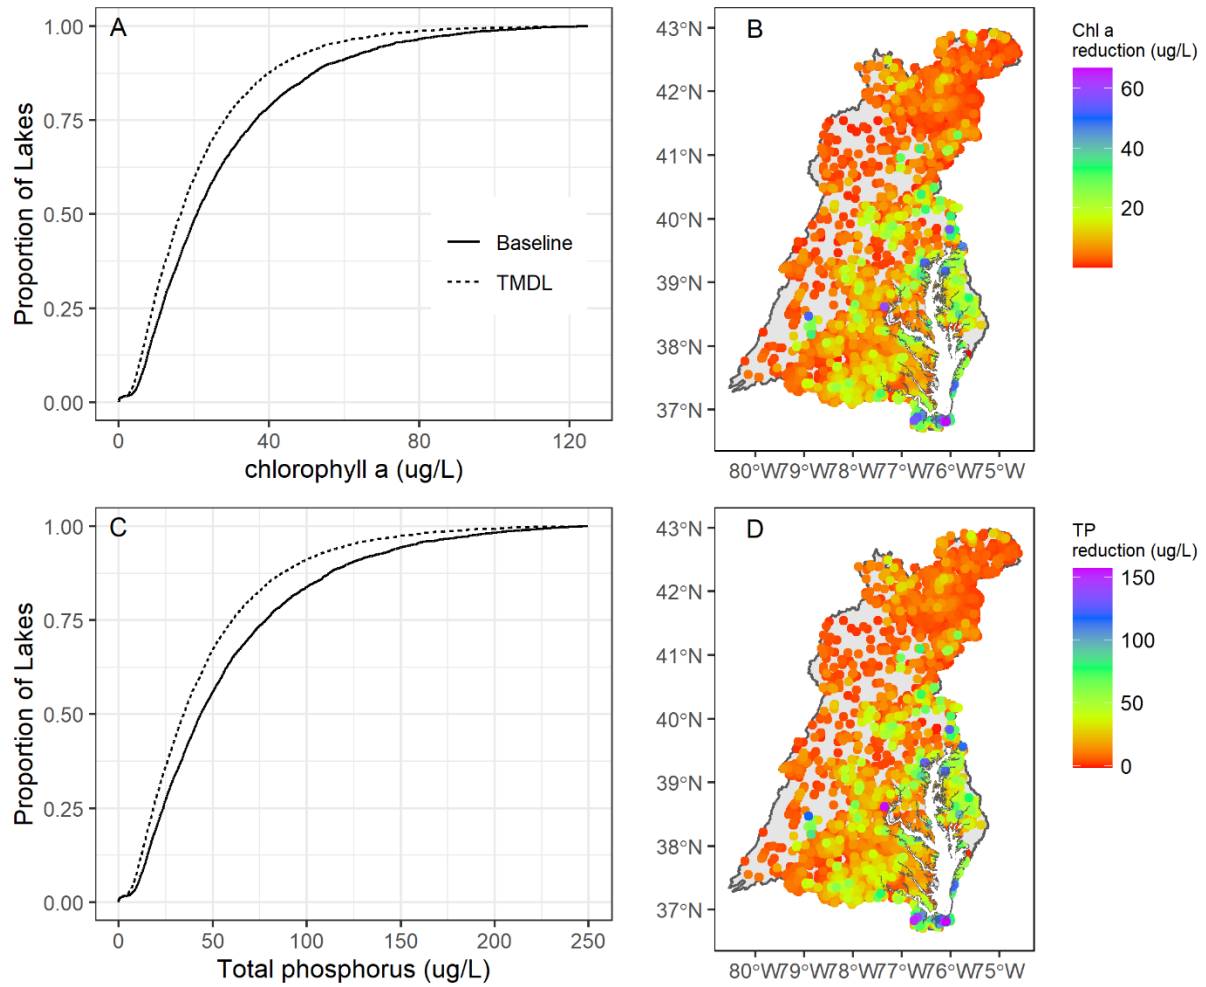 A
1.00
0.75
0.50
0.25
0.00
Proportion of Lakes
Baseline
TMDL
0 40 80 120
chlorophyll a (ug/L)
B
43°N
42°N
41°N
40°N
39°N
38°N
37°N
80°W79°W78°W77°W76°W75°W
Chl a
reduction (ug/L)
60
40
20
C
1.00
0.75
0.50
0.25
0.00
Proportion of Lakes
0 50 100 150 200 250
Total phosphorus (ug/L)
D
43°N
42°N
41°N
40°N
39°N
38°N
37°N
80°W79°W78°W77°W76°W75°W
TP
reduction (ug/L)
150
100
50
0